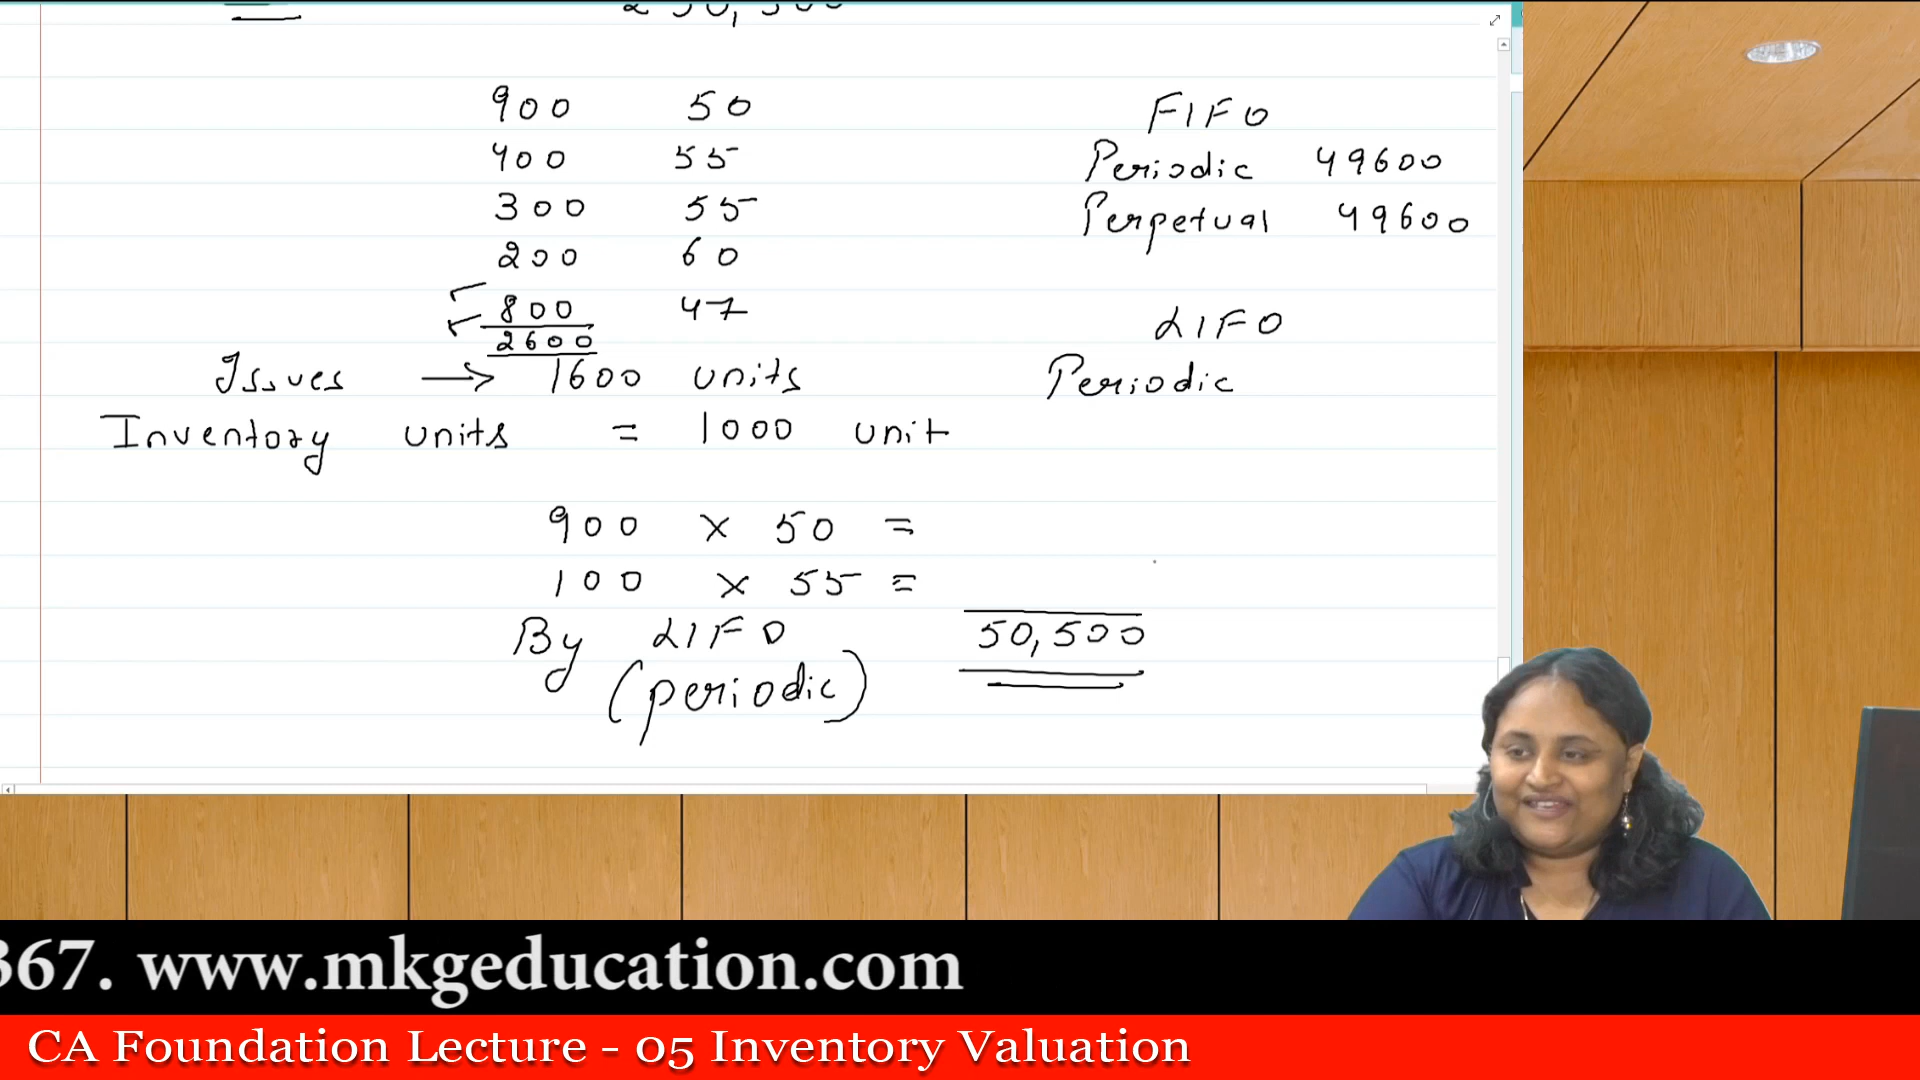 900 50
400 55
300 55
200 60
800 47
2600
Issues → 1600 units
Inventory units = 1000 unit
900 × 50 =
100 × 55 =
By LIFO 50,500
(periodic)
FIFO
Periodic 49600
Perpetual 49600
LIFO
Periodic
367. www.mkgeducation.com
CA Foundation Lecture - 05 Inventory Valuation